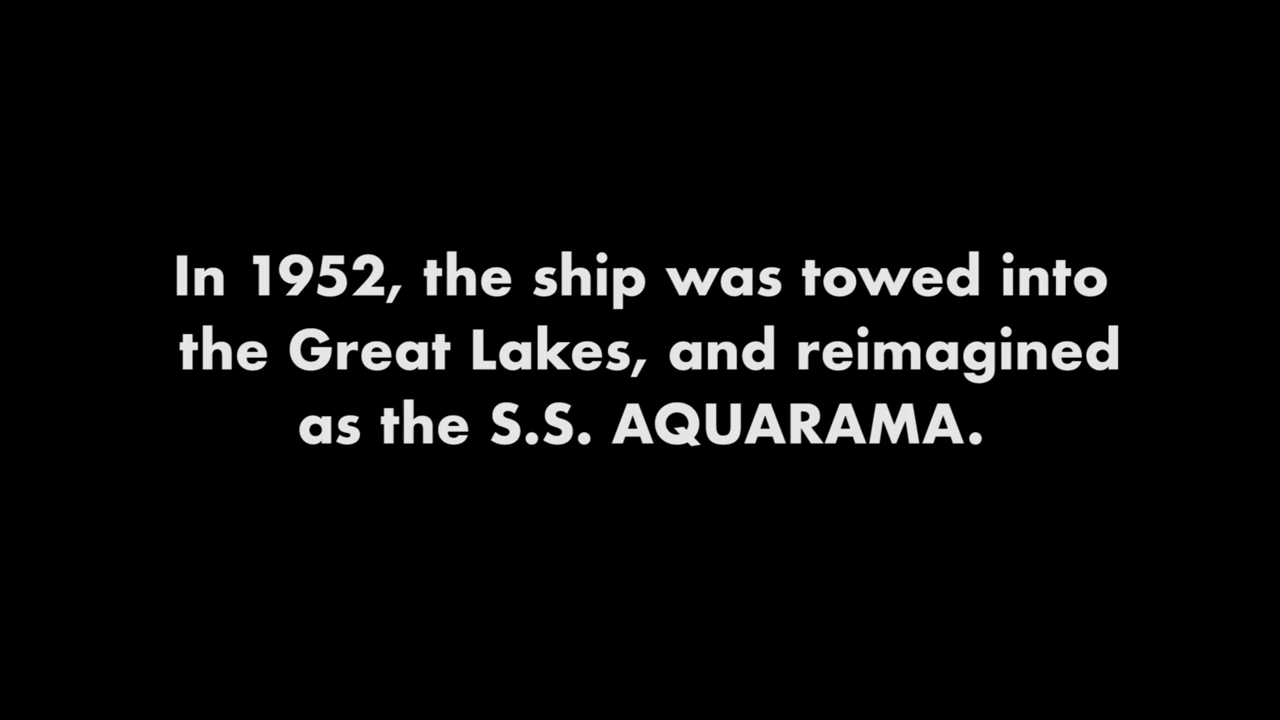 In 1952, the ship was towed into
the Great Lakes, and reimagined
as the S.S. AQUARAMA.